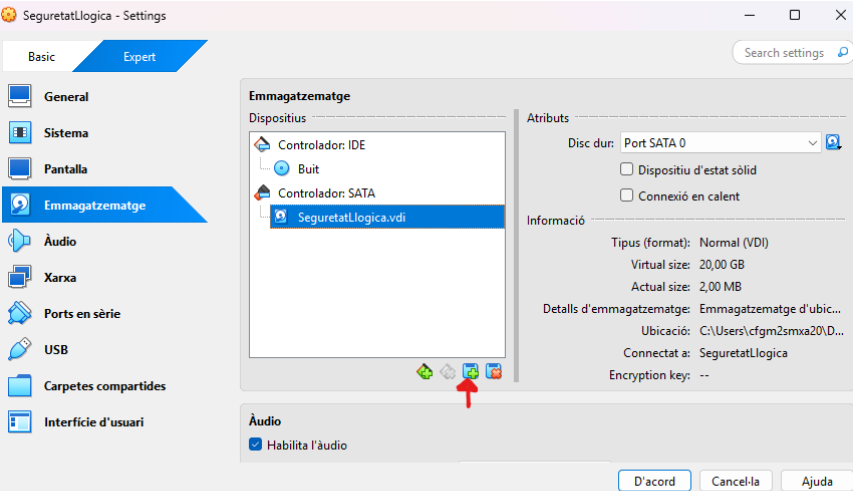 SeguretatLlogica - Settings
Basic
Expert
Search settings
General
Sistema
Pantalla
Emmagatzematge
Àudio
Xarxa
Ports en sèrie
USB
Carpetes compartides
Interfície d'usuari
Emmagatzematge
Dispositius
Controlador: IDE
Buit
Controlador: SATA
SeguretatLlogica.vdi
Atributs
Disc dur: Port SATA 0
Dispositiu d'estat sòlid
Connexió en calent
Informació
Tipus (format): Normal (VDI)
Virtual size: 20,00 GB
Actual size: 2,00 MB
Detalls d'emmagatzematge: Emmagatzematge d'ubic...
Ubicació: C:\Users\cfgm2smxa20\D...
Connectat a: SeguretatLlogica
Encryption key: --
Àudio
Habilita l'àudio
D'acord
Cancel·la
Ajuda